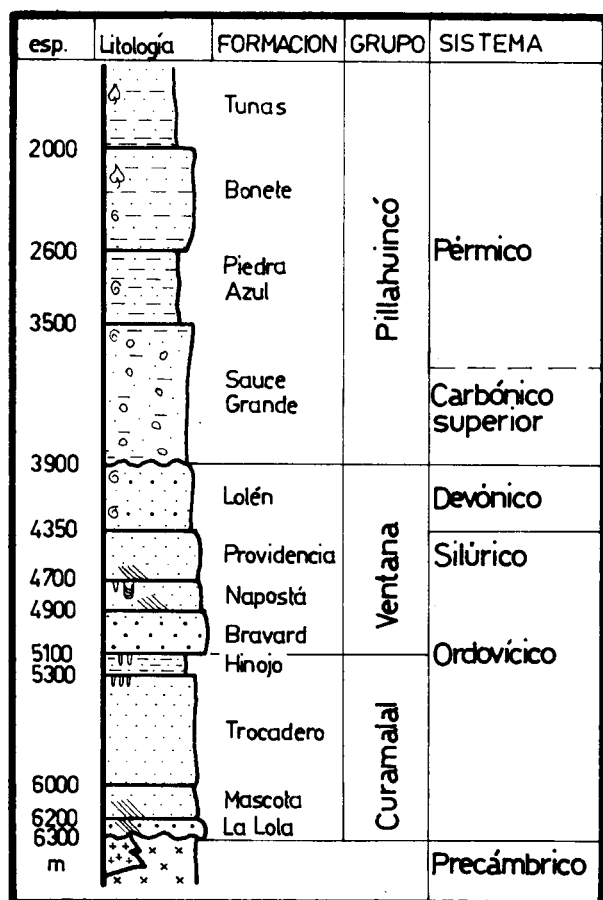 esp. Litología FORMACION GRUPO SISTEMA
Tunas
2000
Bonete
2600
Piedra
Azul
3500
Sauce
Grande
3900
Lolén
4350
Providencia
4700
Napostá
4900
Bravard
5100
Hinojo
5300
Trocadero
6000
Mascota
6200
La Lola
6300
m
Pillahuincó
Ventana
Curamalal
Pérmico
Carbónico
superior
Devónico
Silúrico
Ordovícico
Precámbrico